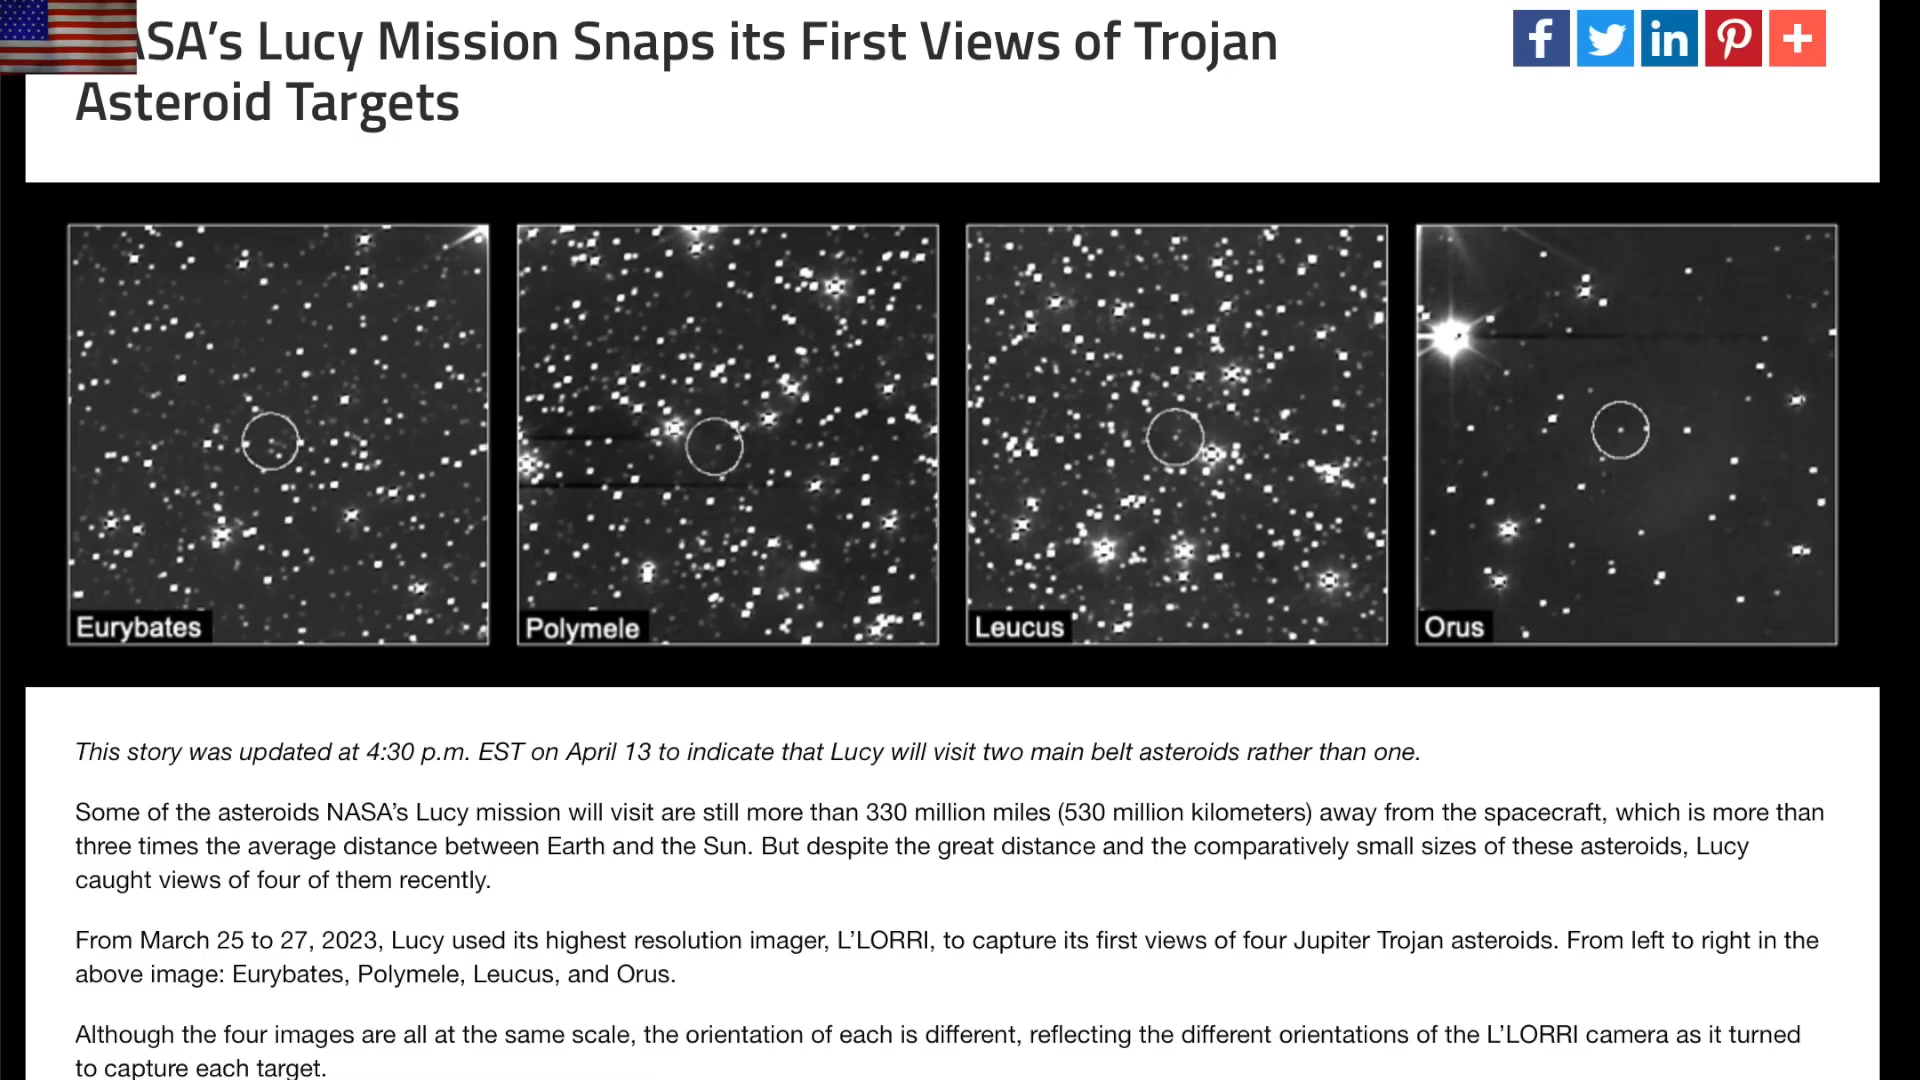 ASA's Lucy Mission Snaps its First Views of Trojan
Asteroid Targets
Eurybates
Polymele
Leucus
Orus
This story was updated at 4:30 p.m. EST on April 13 to indicate that Lucy will visit two main belt asteroids rather than one.
Some of the asteroids NASA's Lucy mission will visit are still more than 330 million miles (530 million kilometers) away from the spacecraft, which is more than
three times the average distance between Earth and the Sun. But despite the great distance and the comparatively small sizes of these asteroids, Lucy
caught views of four of them recently.
From March 25 to 27, 2023, Lucy used its highest resolution imager, L'LORRI, to capture its first views of four Jupiter Trojan asteroids. From left to right in the
above image: Eurybates, Polymele, Leucus, and Orus.
Although the four images are all at the same scale, the orientation of each is different, reflecting the different orientations of the L'LORRI camera as it turned
to capture each target.